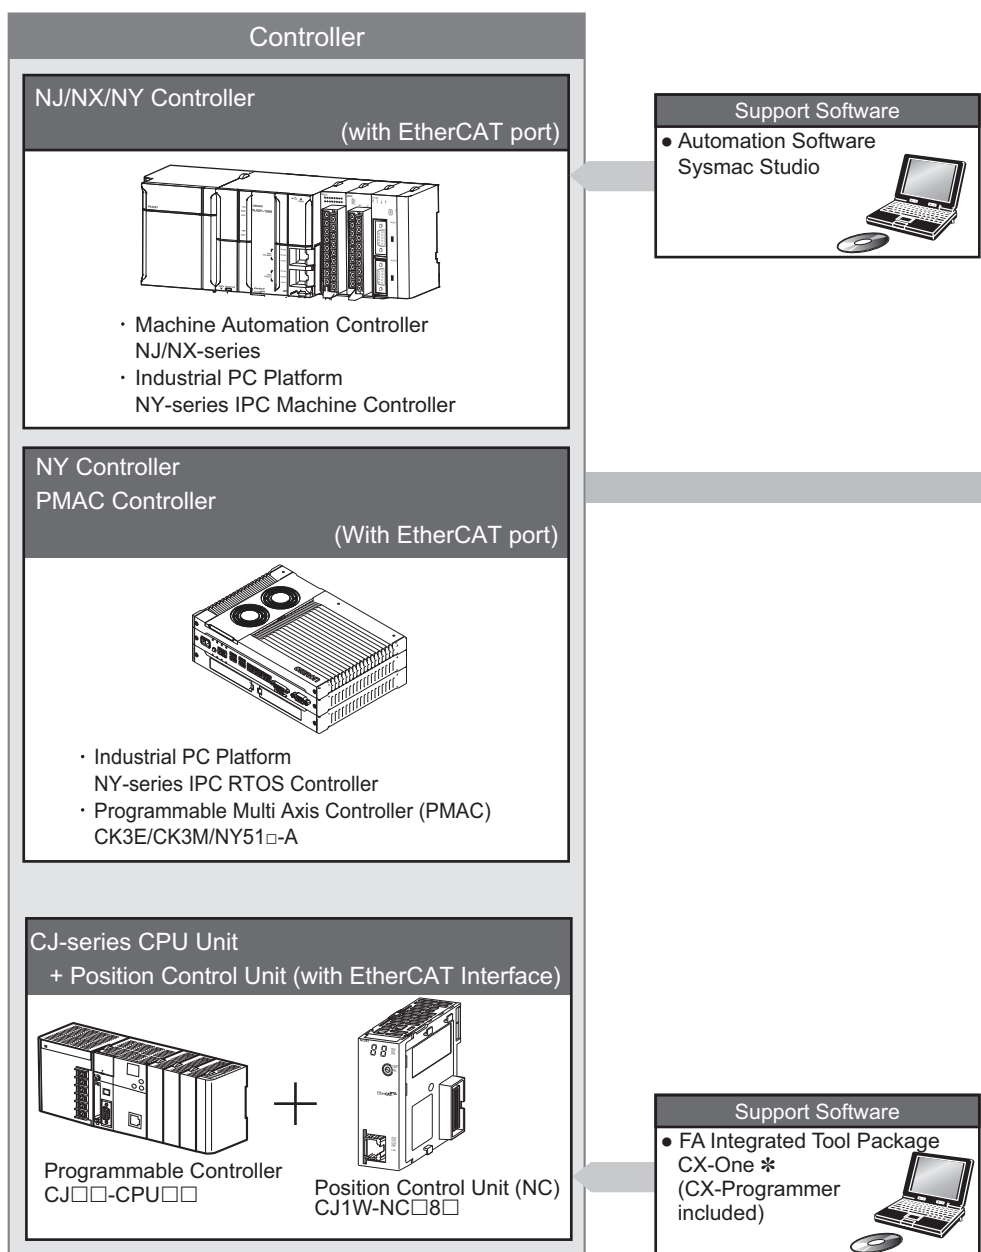 Controller
NJ/NX/NY Controller
(with EtherCAT port)
・Machine Automation Controller
NJ/NX-series
・Industrial PC Platform
NY-series IPC Machine Controller
Support Software
● Automation Software
Sysmac Studio
NY Controller
PMAC Controller
(With EtherCAT port)
・Industrial PC Platform
NY-series IPC RTOS Controller
・Programmable Multi Axis Controller (PMAC)
CK3E/CK3M/NY51□-A
CJ-series CPU Unit
+ Position Control Unit (with EtherCAT Interface)
Programmable Controller
CJ□□-CPU□□
Position Control Unit (NC)
CJ1W-NC□8□
Support Software
● FA Integrated Tool Package
CX-One ✻
(CX-Programmer
included)